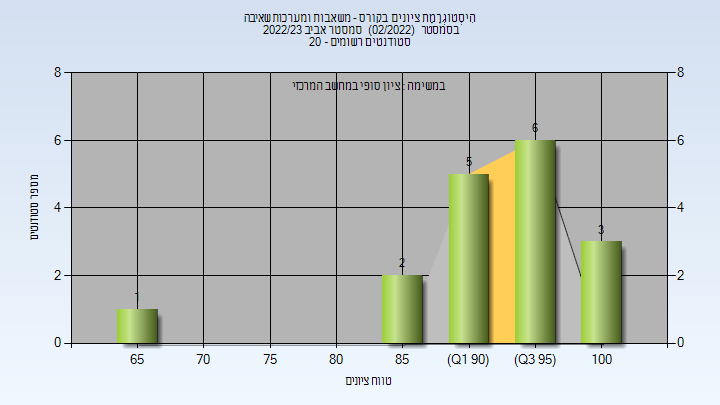 היסטוגרמת ציונים בקורס - משאבות ומערכות שאיבה
בסמסטר (02/2022) סמסטר אביב 2022/23
סטודנטים רשומים - 20
במשימה : ציון סופי במחשב המרכזי
8 8
6 6
4 4
2 2
0 0
1 2 5 6 3
מספר סטודנטים
65 70 75 80 85 (Q1 90) (Q3 95) 100
טווח ציונים